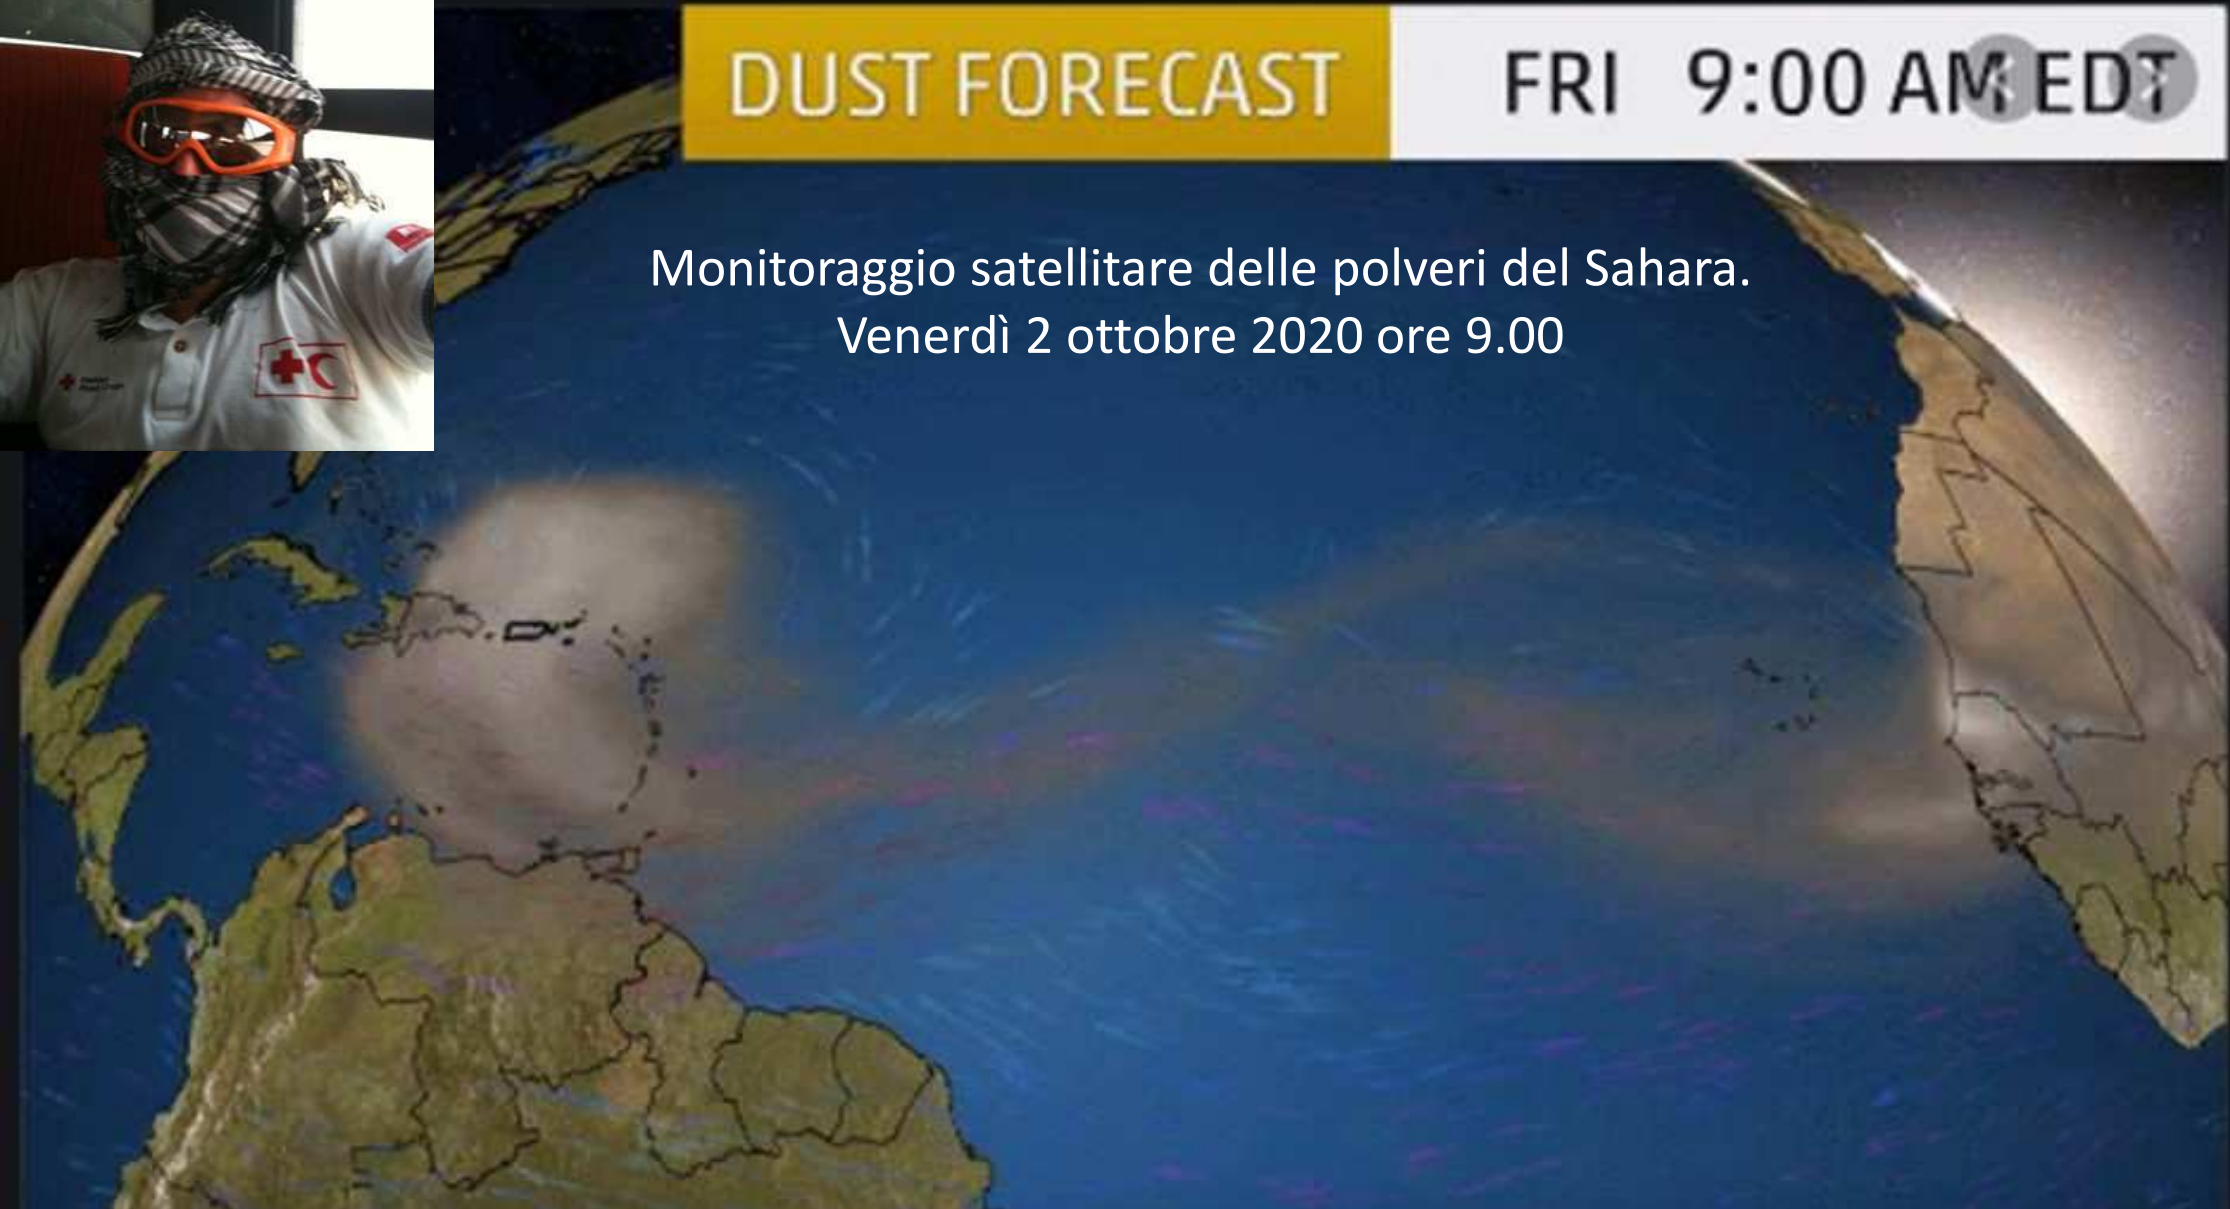 DUST FORECAST FRI 9:00 AM EDT
Monitoraggio satellitare delle polveri del Sahara.
Venerdì 2 ottobre 2020 ore 9.00